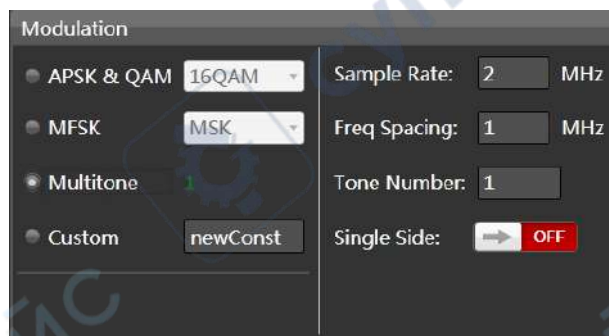 Modulation
APSK & QAM 16QAM
MFSK MSK
Multitone 1
Custom newConst
Sample Rate: 2 MHz
Freq Spacing: 1 MHz
Tone Number: 1
Single Side: OFF